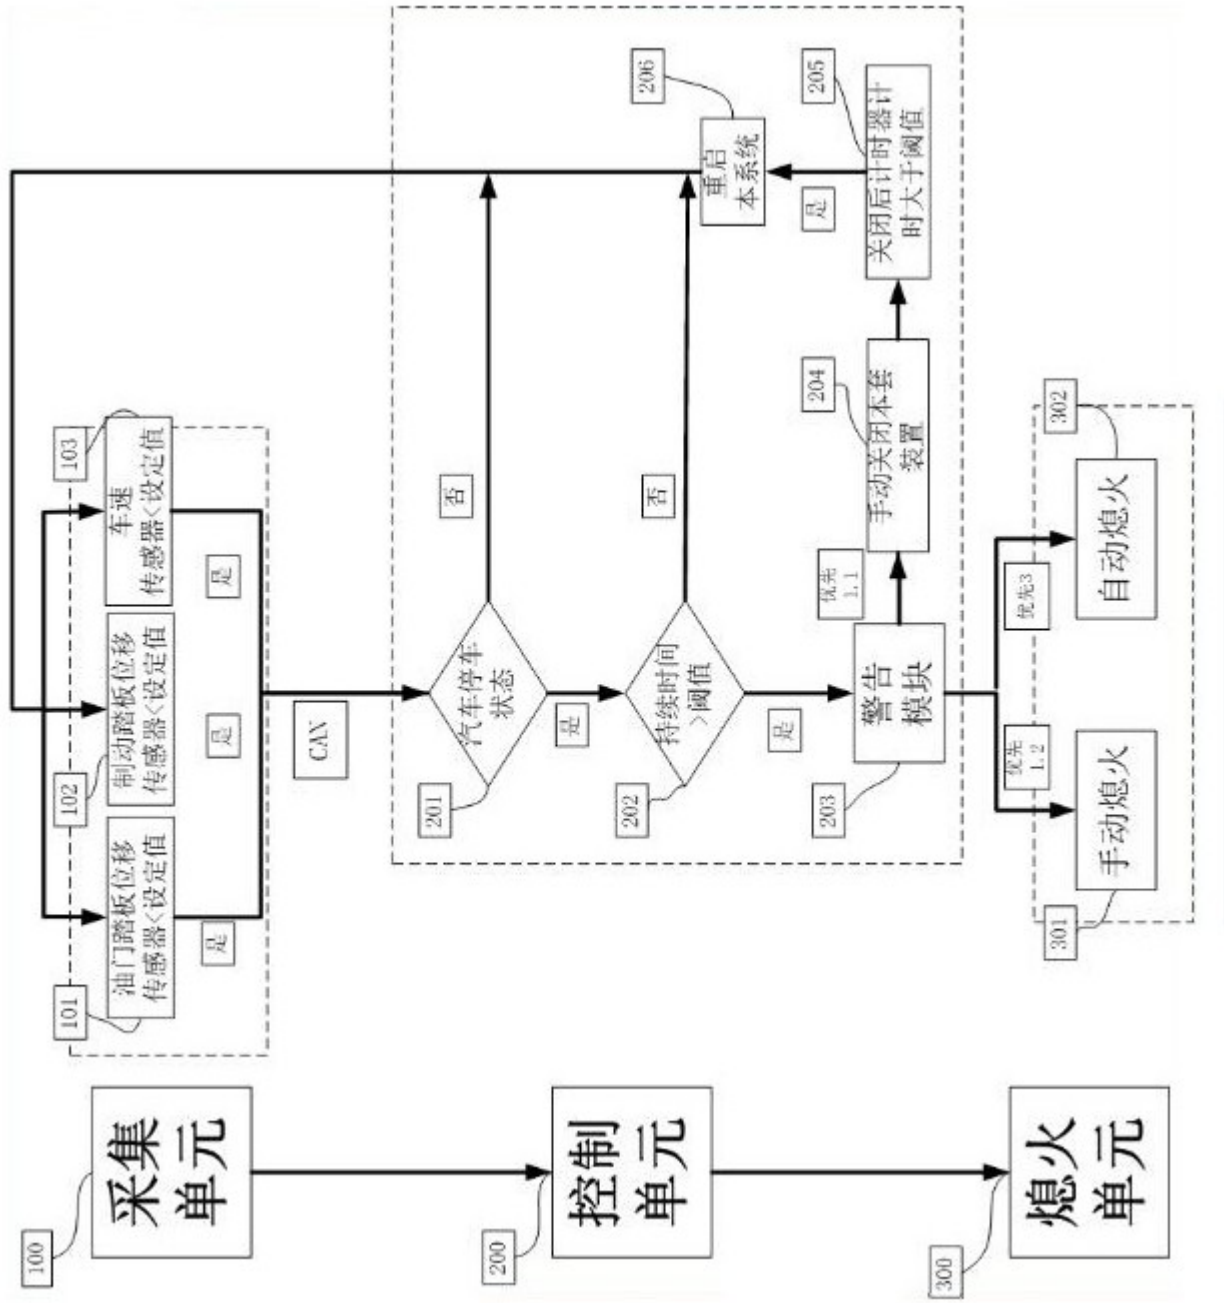 100
采集
单元
200
控制
单元
300
熄火
单元
101
油门踏板位移
传感器<设定值
是
102
制动踏板位移
传感器<设定值
是
103
车速
传感器<设定值
是
CAN
201
汽车停车
状态
否
是
202
持续时间
>阈值
否
是
203
警告
模块
优先
1.1
204
手动关闭本套
装置
205
关闭后计时器计
时大于阈值
是
206
重启
本系统
优先
1.2
301
手动熄火
优先3
302
自动熄火